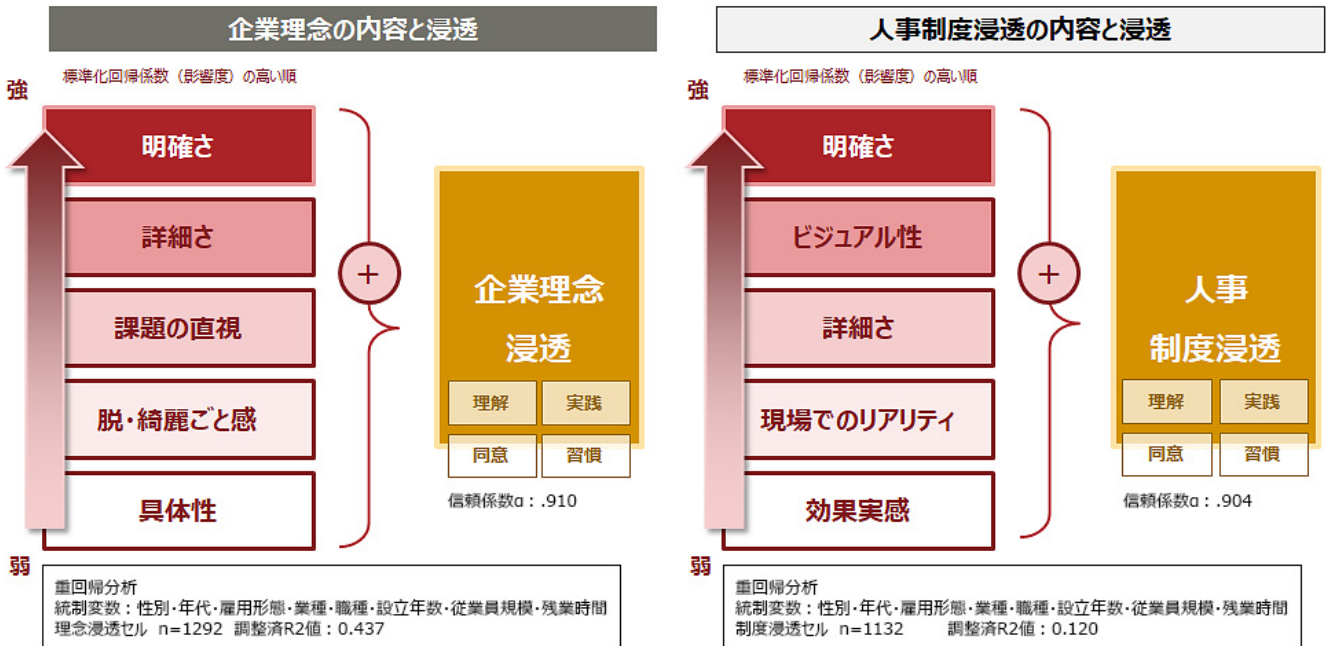 企業理念の内容と浸透
標準化回帰係数（影響度）の高い順
強
明確さ
詳細さ
課題の直視
脱・綺麗ごと感
具体性
弱
＋
企業理念
浸透
理解
実践
同意
習慣
信頼係数α：.910
重回帰分析
統制変数：性別・年代・雇用形態・業種・職種・設立年数・従業員規模・残業時間
理念浸透セル n=1292 調整済R2値：0.437
人事制度浸透の内容と浸透
標準化回帰係数（影響度）の高い順
強
明確さ
ビジュアル性
詳細さ
現場でのリアリティ
効果実感
弱
＋
人事
制度浸透
理解
実践
同意
習慣
信頼係数α：.904
重回帰分析
統制変数：性別・年代・雇用形態・業種・職種・設立年数・従業員規模・残業時間
制度浸透セル n=1132 調整済R2値：0.120